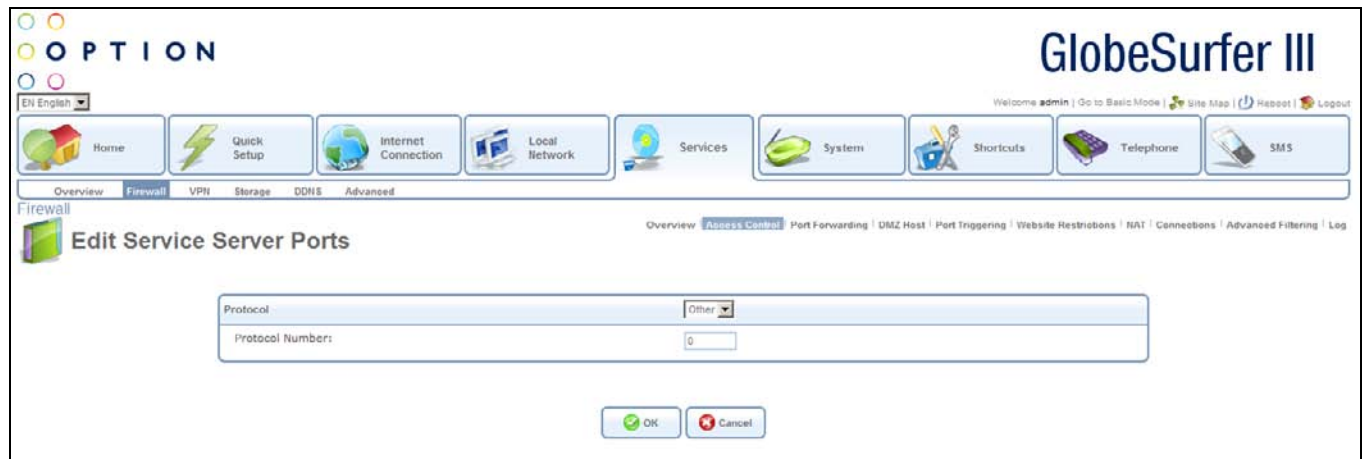 OPTION
GlobeSurfer III
EN English
Welcome admin | Go to Basic Mode | Site Map | Reboot | Logout
Home
Quick Setup
Internet Connection
Local Network
Services
System
Shortcuts
Telephone
SMS
Overview Firewall VPN Storage DDNS Advanced
Firewall
Overview | Access Control | Port Forwarding | DMZ Host | Port Triggering | Website Restrictions | NAT | Connections | Advanced Filtering | Log
Edit Service Server Ports
Protocol Other
Protocol Number: 0
OK Cancel